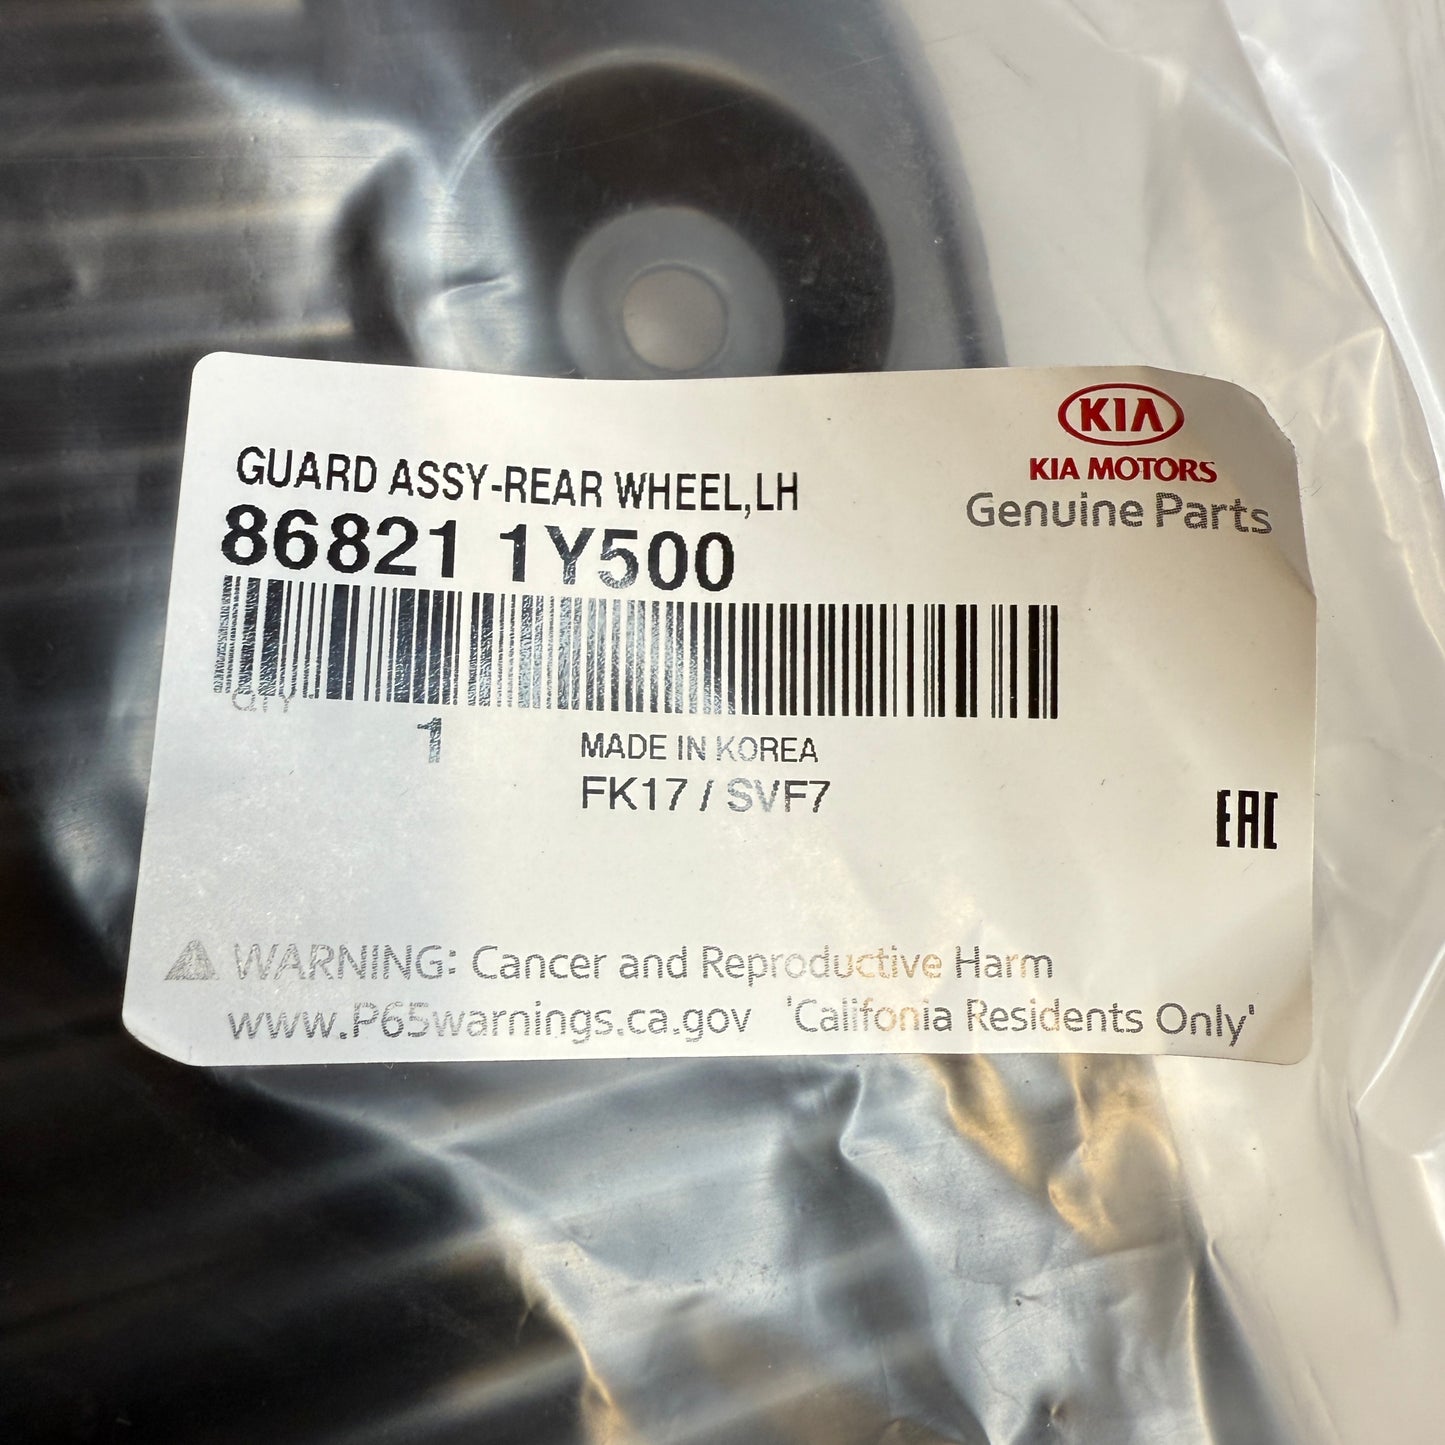 KIA
KIA MOTORS
Genuine Parts
GUARD ASSY-REAR WHEEL,LH
86821 1Y500
QTY
1
MADE IN KOREA
FK17 / SVF7
EAC
WARNING: Cancer and Reproductive Harm
www.P65warnings.ca.gov 'Califonia Residents Only'